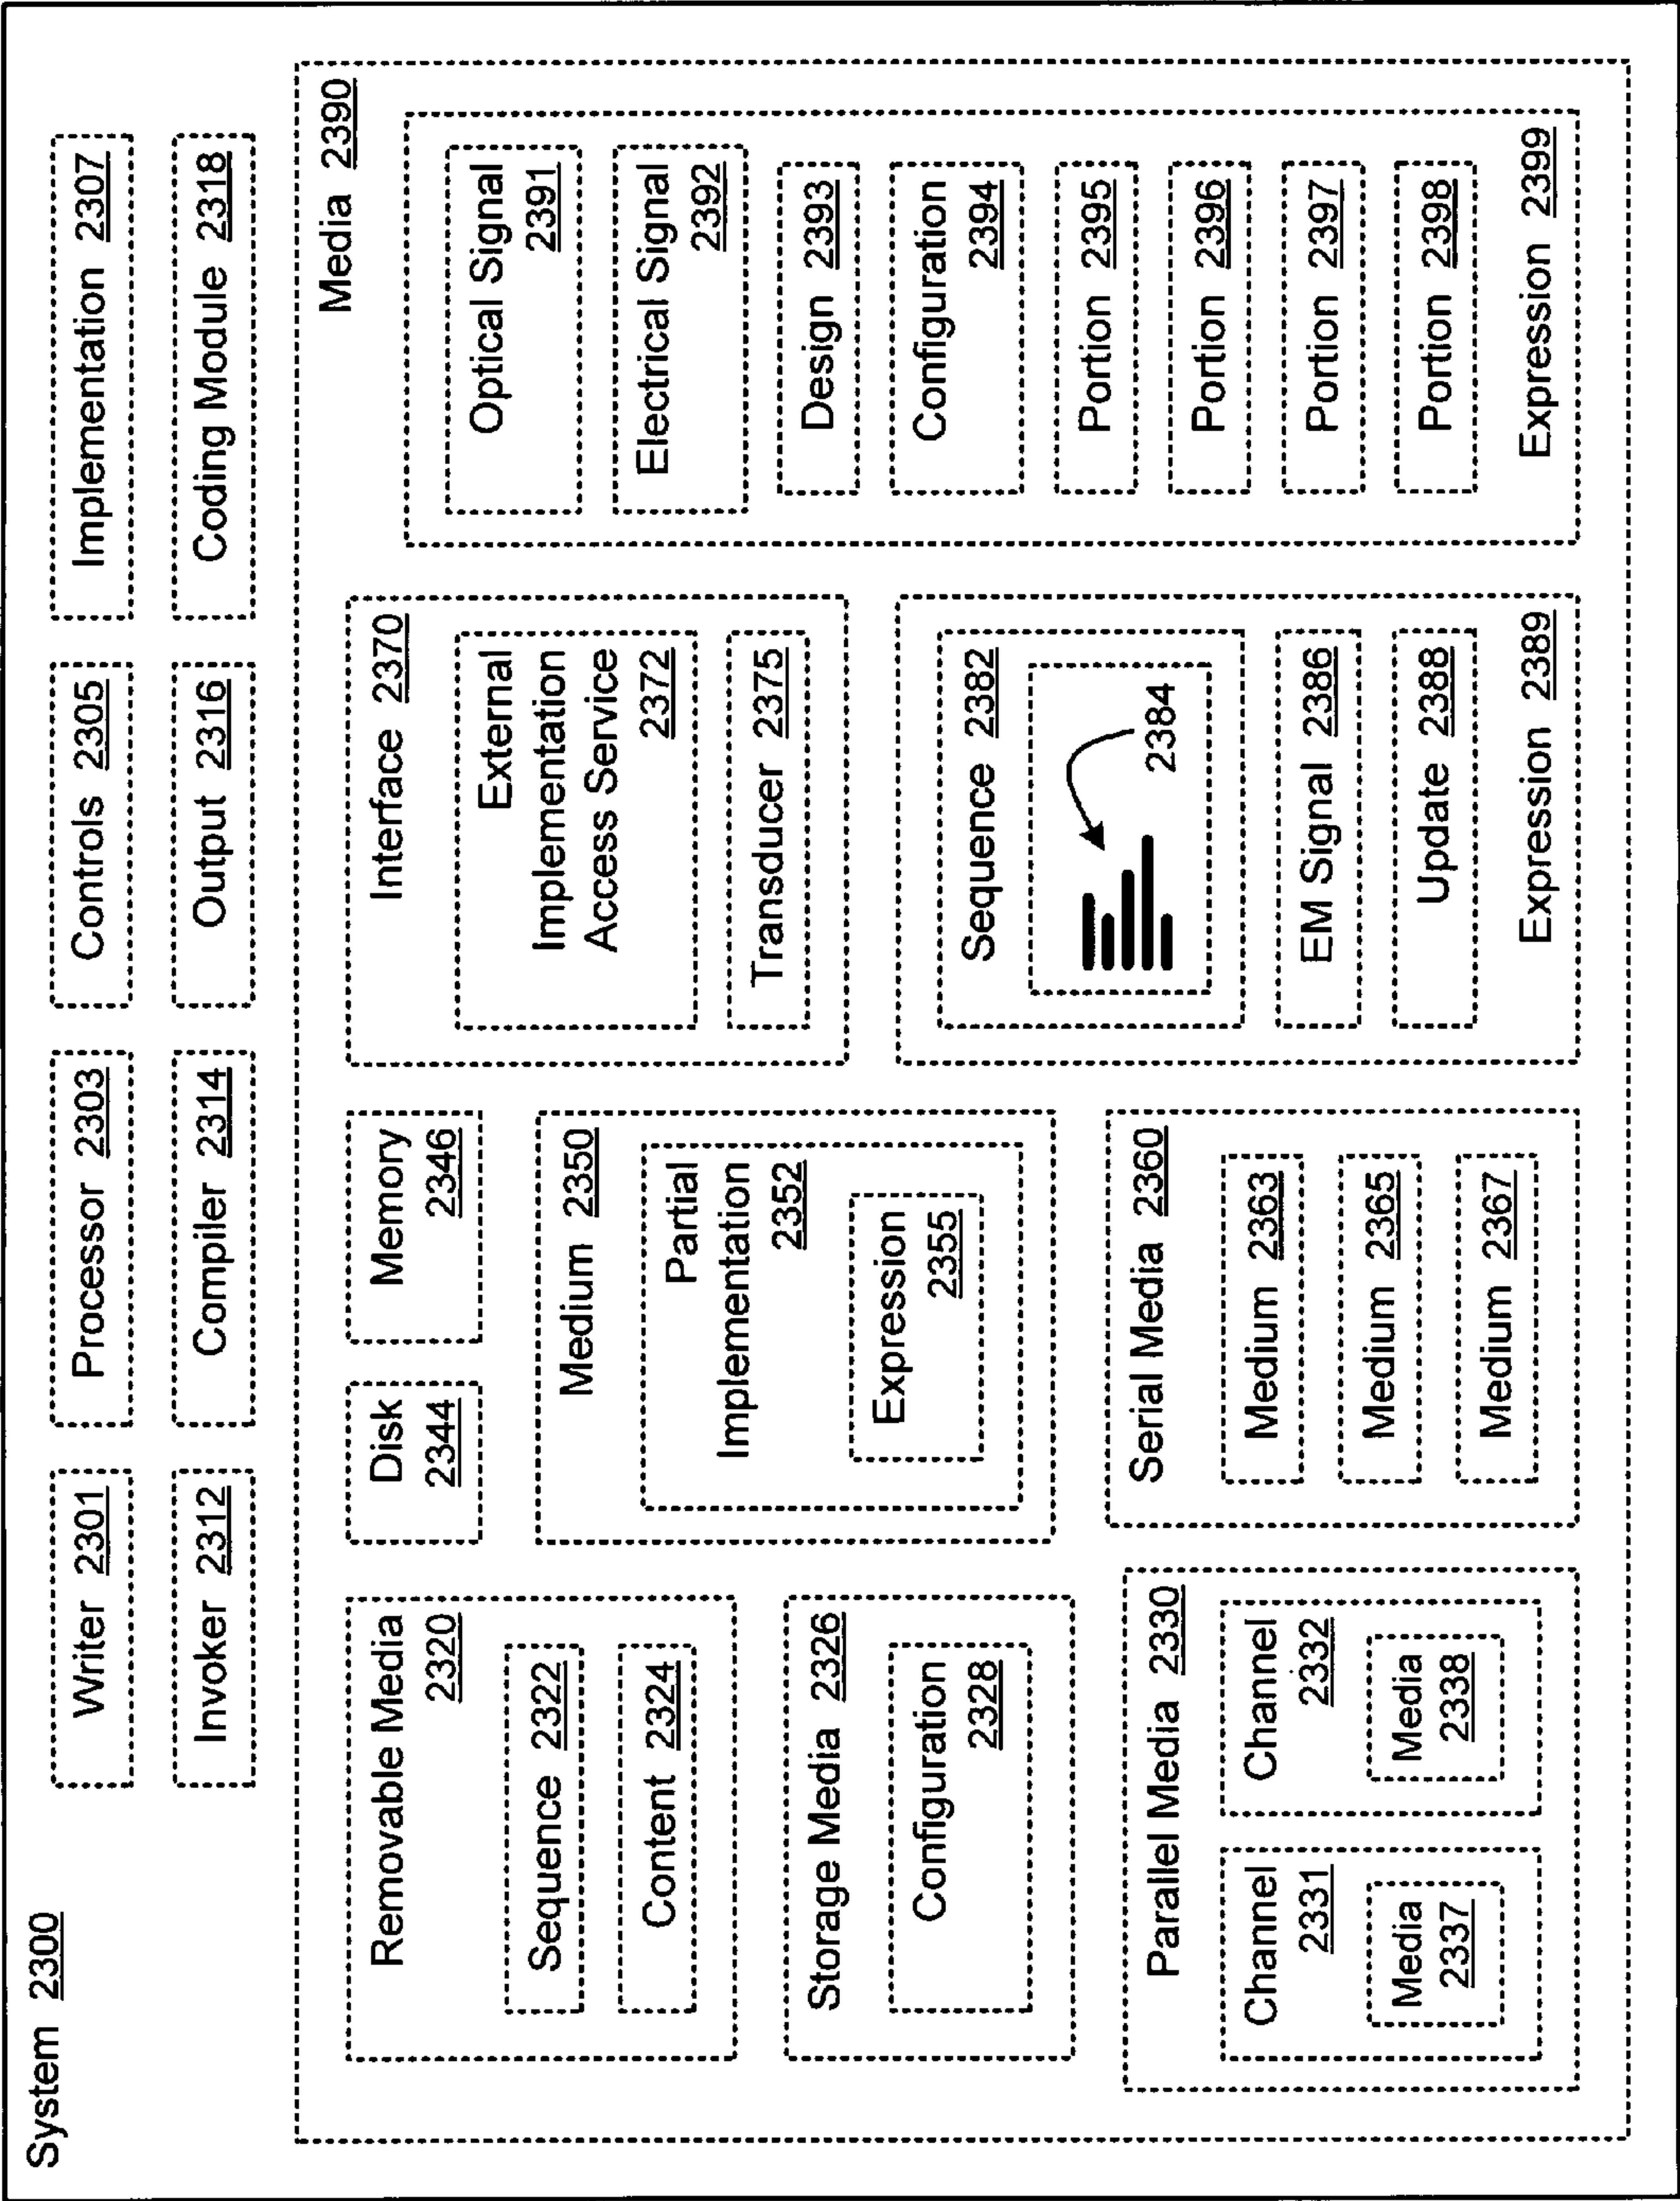 System 2300
Writer 2301
Processor 2303
Controls 2305
Implementation 2307
Invoker 2312
Compiler 2314
Output 2316
Coding Module 2318
Media 2390
Removable Media
2320
Sequence 2322
Content 2324
Storage Media 2326
Configuration
2328
Parallel Media 2330
Channel
2331
Media
2337
Channel
2332
Media
2338
Disk
2344
Memory
2346
Medium 2350
Partial
Implementation
2352
Expression
2355
Serial Media 2360
Medium 2363
Medium 2365
Medium 2367
Interface 2370
External
Implementation
Access Service
2372
Transducer 2375
Sequence 2382
2384
EM Signal 2386
Update 2388
Expression 2389
Optical Signal
2391
Electrical Signal
2392
Design 2393
Configuration
2394
Portion 2395
Portion 2396
Portion 2397
Portion 2398
Expression 2399